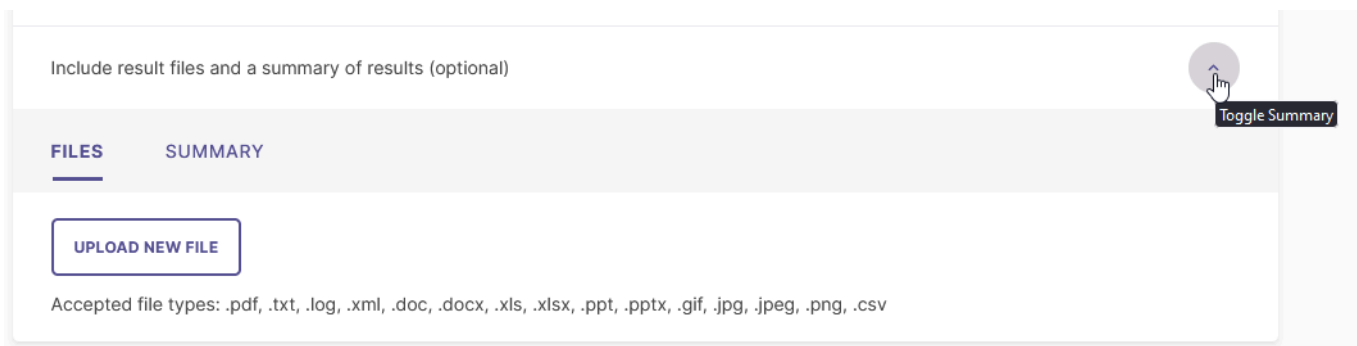 Include result files and a summary of results (optional)
Toggle Summary
FILES SUMMARY
UPLOAD NEW FILE
Accepted file types: .pdf, .txt, .log, .xml, .doc, .docx, .xls, .xlsx, .ppt, .pptx, .gif, .jpg, .jpeg, .png, .csv